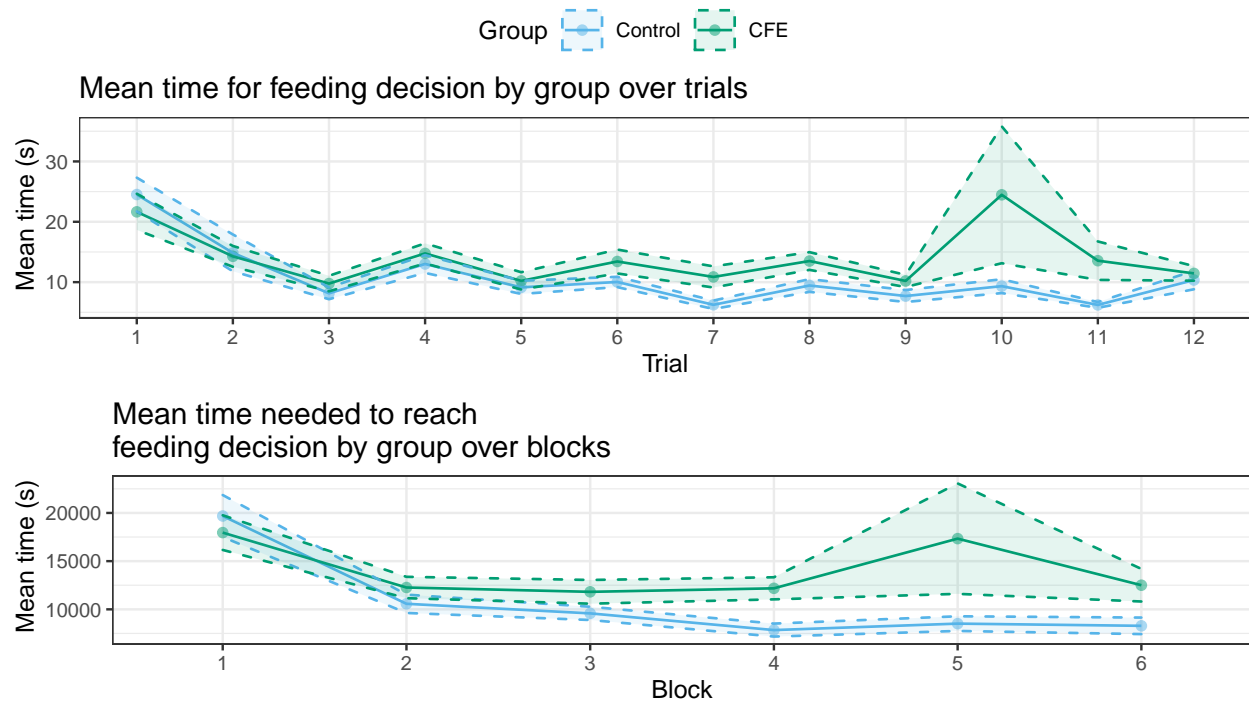 Group Control CFE
Mean time for feeding decision by group over trials
Mean time (s)
30
20
10
1 2 3 4 5 6 7 8 9 10 11 12
Trial
Mean time needed to reach
feeding decision by group over blocks
Mean time (s)
20000
15000
10000
1 2 3 4 5 6
Block